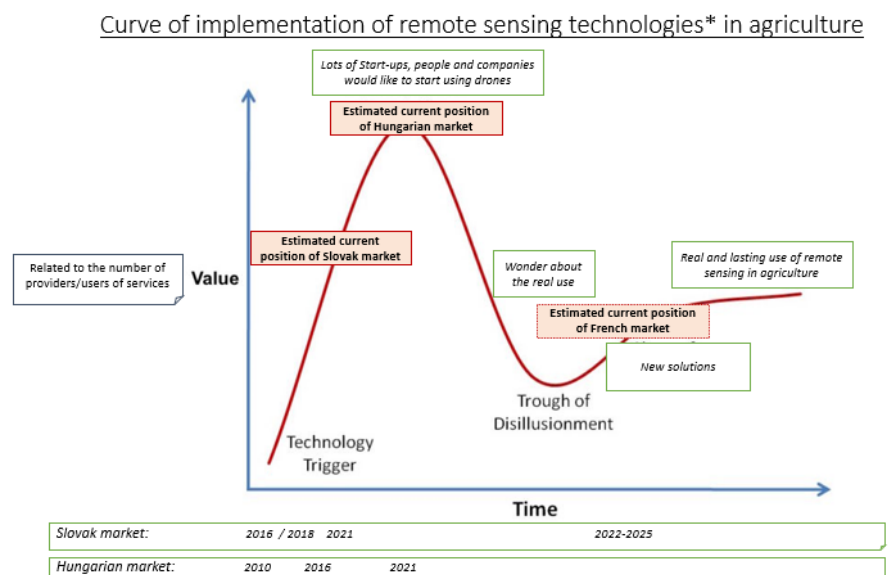 Curve of implementation of remote sensing technologies* in agriculture
Lots of Start-ups, people and companies
would like to start using drones
Estimated current position
of Hungarian market
Estimated current
position of Slovak market
Related to the number of
providers/users of services
Value
Wonder about
the real use
Real and lasting use of remote
sensing in agriculture
Estimated current position
of French market
New solutions
Trough of
Disillusionment
Technology
Trigger
Time
Slovak market: 2016 / 2018 2021 2022-2025
Hungarian market: 2010 2016 2021